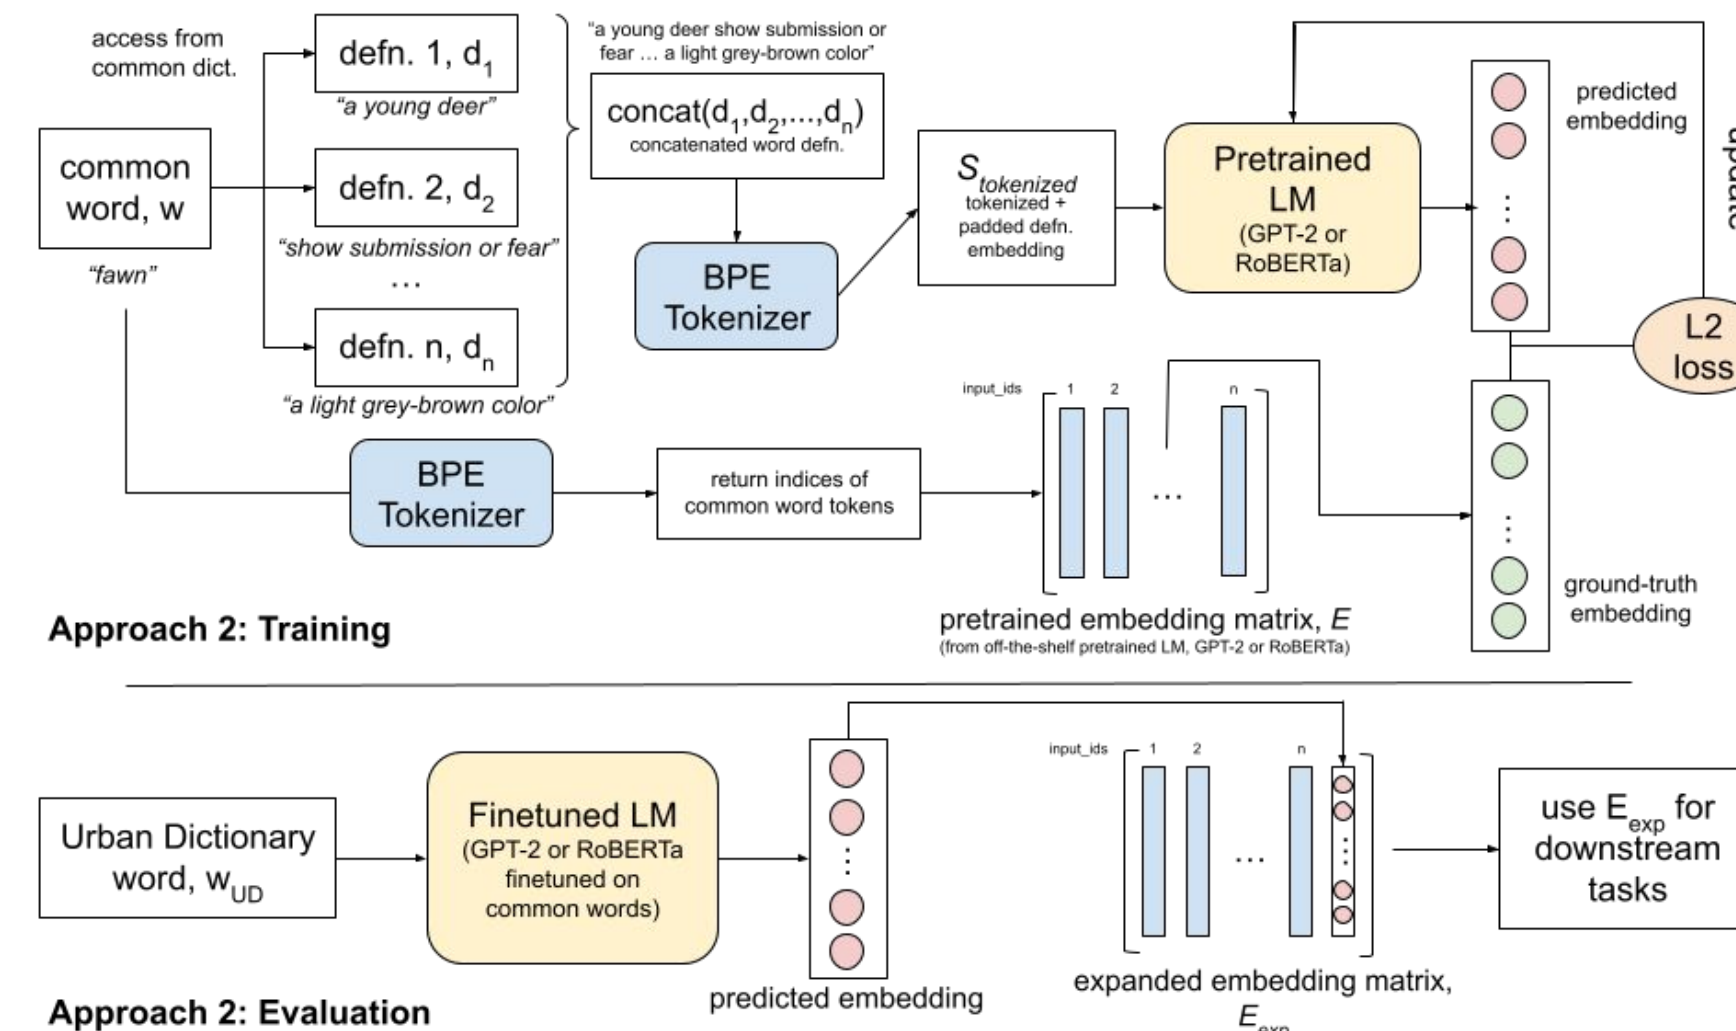 access from
common dict.
common
word, w
“fawn”
defn. 1, d1
“a young deer”
defn. 2, d2
“show submission or fear”
...
defn. n, dn
“a light grey-brown color”
“a young deer show submission or
fear ... a light grey-brown color”
concat(d1,d2,...,dn)
concatenated word defn.
BPE
Tokenizer
Stokenized
tokenized +
padded defn.
embedding
Pretrained
LM
(GPT-2 or
RoBERTa)
predicted
embedding
update
L2
loss
BPE
Tokenizer
return indices of
common word tokens
input_ids 1 2 n
...
pretrained embedding matrix, E
(from off-the-shelf pretrained LM, GPT-2 or RoBERTa)
ground-truth
embedding
Approach 2: Training
Urban Dictionary
word, wUD
Finetuned LM
(GPT-2 or RoBERTa
finetuned on
common words)
predicted embedding
input_ids 1 2 n
...
expanded embedding matrix,
Eexp
use Eexp for
downstream
tasks
Approach 2: Evaluation